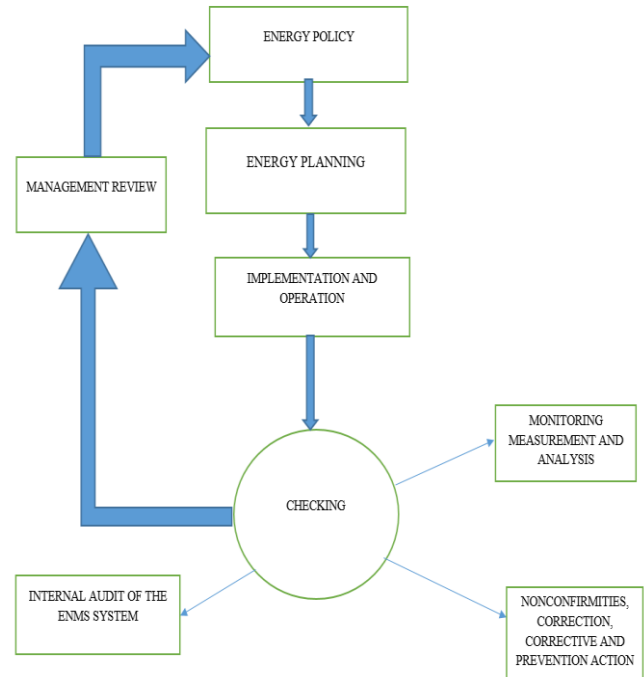 ENERGY POLICY
ENERGY PLANNING
MANAGEMENT REVIEW
IMPLEMENTATION AND
OPERATION
MONITORING
MEASUREMENT AND
ANALYSIS
CHECKING
INTERNAL AUDIT OF THE
ENMS SYSTEM
NONCONFIRMITIES,
CORRECTION,
CORRECTIVE AND
PREVENTION ACTION